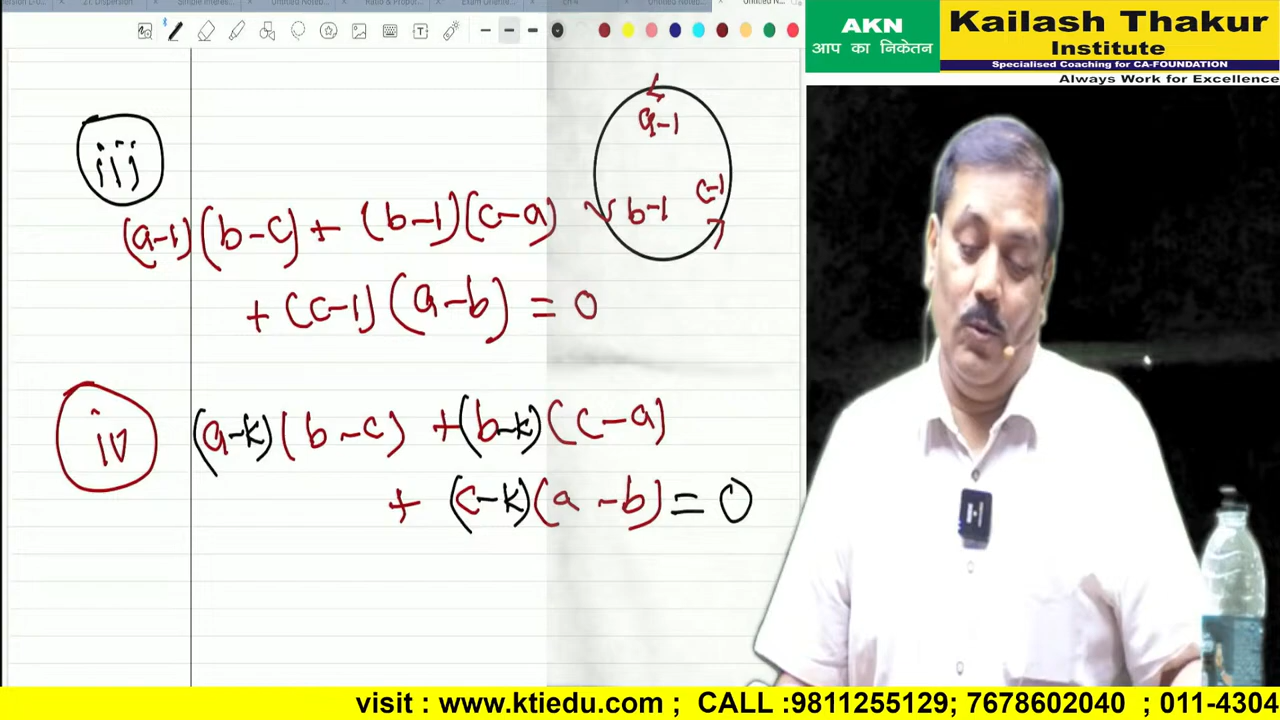 AKN
आप का निकेतन
Kailash Thakur
Institute
Specialised Coaching for CA-FOUNDATION
Always Work for Excellence
iii
(a-1)(b-c) + (b-1)(c-a)
+ (c-1)(a-b) = 0
a-1
b-1
c-1
iv
(a-k)(b-c) + (b-k)(c-a)
+ (c-k)(a-b) = 0
visit : www.ktiedu.com ; CALL :9811255129; 7678602040 ; 011-4304